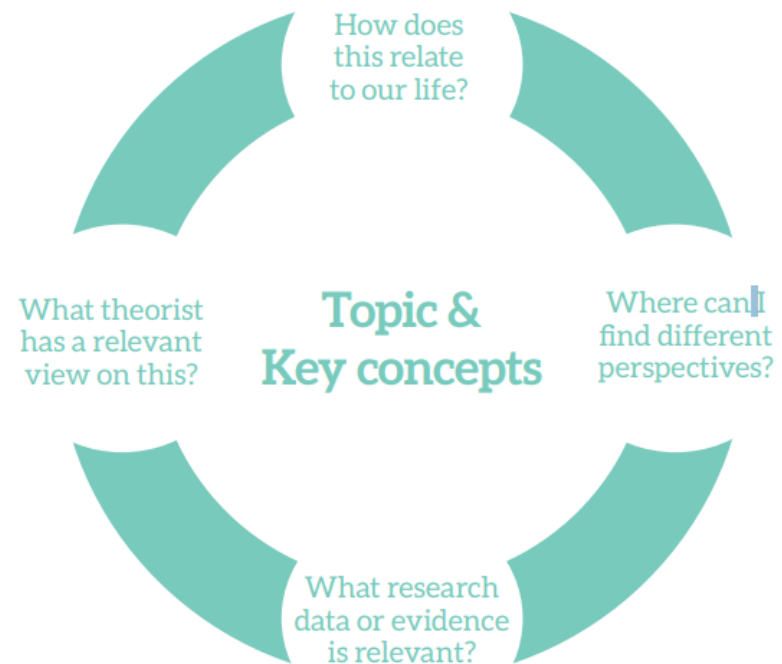 How does
this relate
to our life?
What theorist
has a relevant
view on this?
Topic &
Key concepts
Where can I
find different
perspectives?
What research
data or evidence
is relevant?